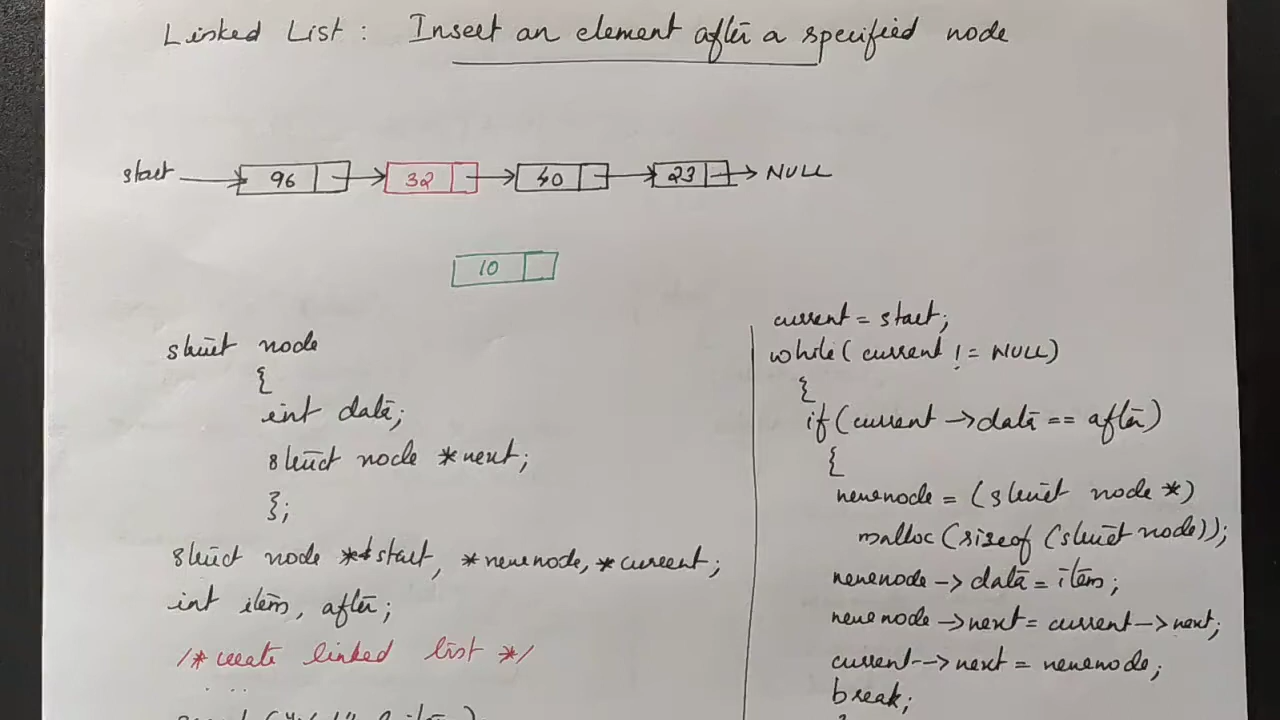 Linked List : Insert an element after a specified node
start 96 32 40 23 NULL
10
struct node
{
int data;
struct node *next;
};
struct node *start, *newnode, *current;
int item, after;
/* create linked list */
...
current = start;
while( current != NULL)
{
if(current ->data == after)
{
newnode = (struct node *)
malloc(sizeof (struct node));
newnode -> data = item;
newnode ->next = current->next;
current-->next = newnode;
break;
}